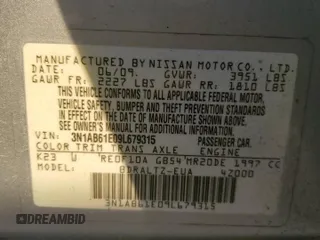 MANUFACTURED BY NISSAN MOTOR CO., LTD.
DATE: 06/09. GVWR: 3951 LBS
GAWR FR: 2227 LBS GAWR RR: 1810 LBS
THIS VEHICLE CONFORMS TO ALL APPLICABLE FEDERAL MOTOR
VEHICLE SAFETY, BUMPER, AND THEFT PREVENTION STANDARDS
IN EFFECT ON THE DATE OF MANUFACTURE SHOWN ABOVE.
SEE OWNER'S MANUAL FOR ADDITIONAL INFORMATION
VIN: 3N1AB61E09L679315 PASSENGER CAR
COLOR TRIM TRANS AXLE ENGINE
K23 W RE0F10A GB54 MR20DE 1997 CC
MODEL: BDRALTZ-EUA 4Z000
3N1AB61E09L679315
DREAMBID